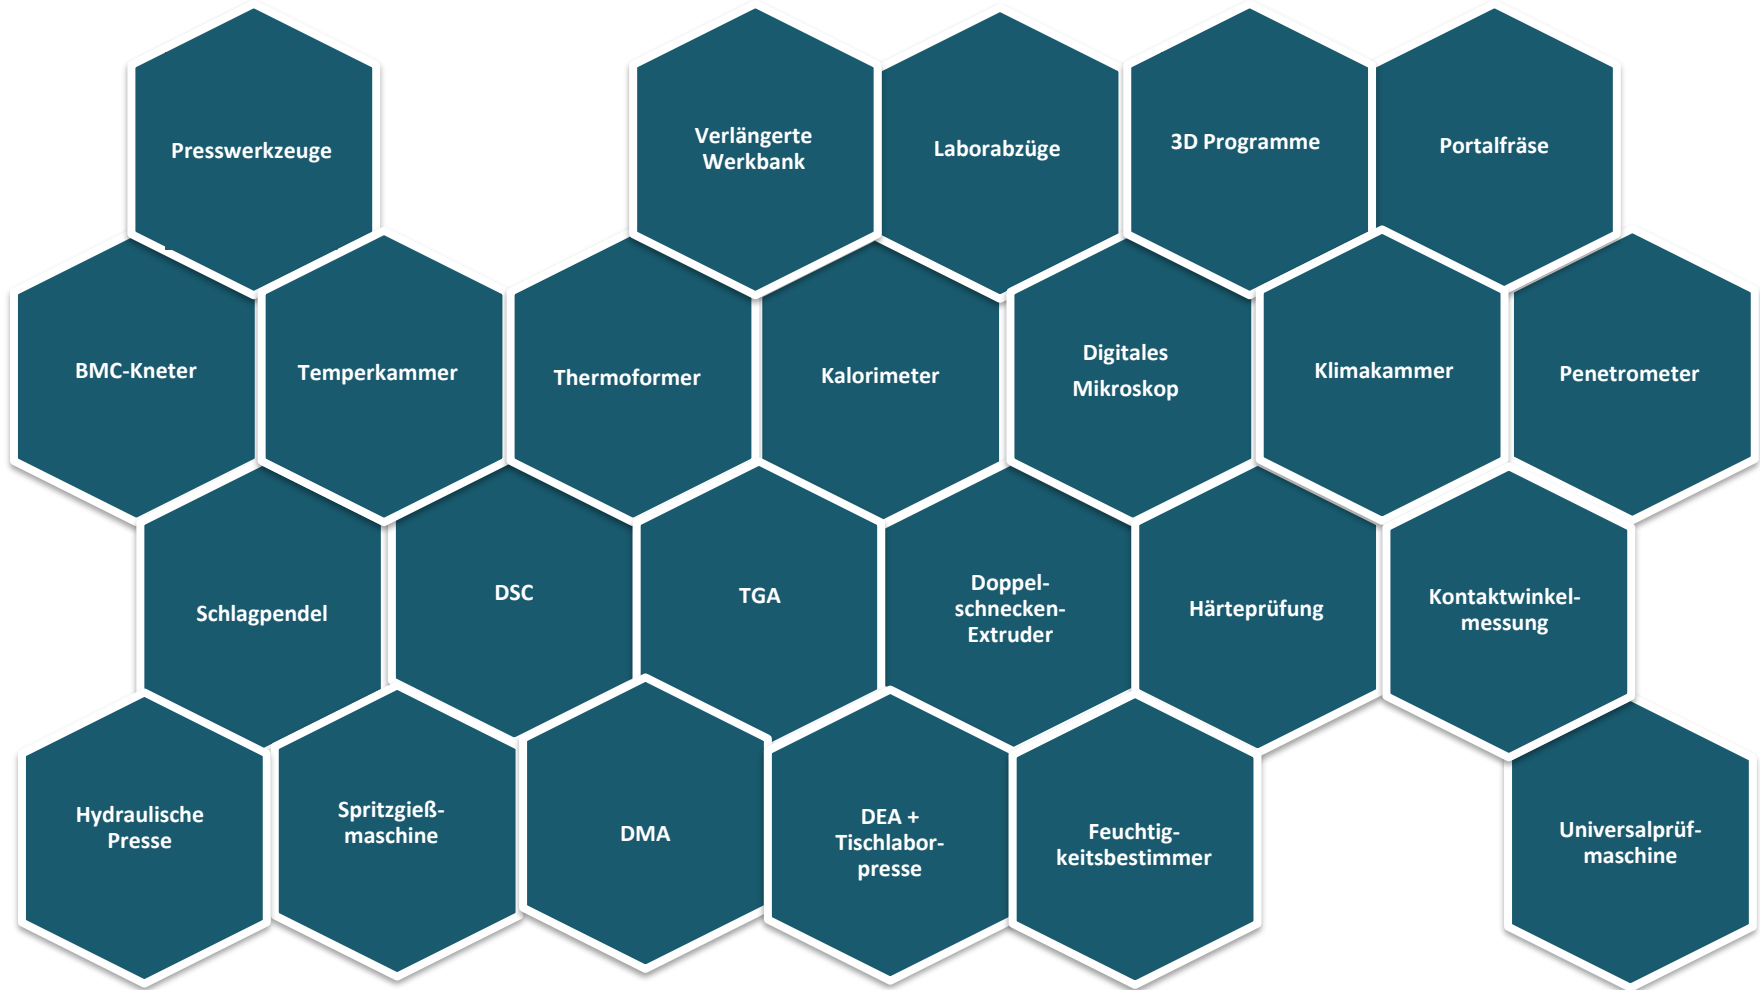 Presswerkzeuge
Verlängerte
Werkbank
Laborabzüge
3D Programme
Portalfräse
BMC-Kneter
Temperkammer
Thermoformer
Kalorimeter
Digitales
Mikroskop
Klimakammer
Penetrometer
Schlagpendel
DSC
TGA
Doppel-
schnecken-
Extruder
Härteprüfung
Kontaktwinkel-
messung
Hydraulische
Presse
Spritzgieß-
maschine
DMA
DEA +
Tischlabor-
presse
Feuchtig-
keitsbestimmer
Universalprüf-
maschine